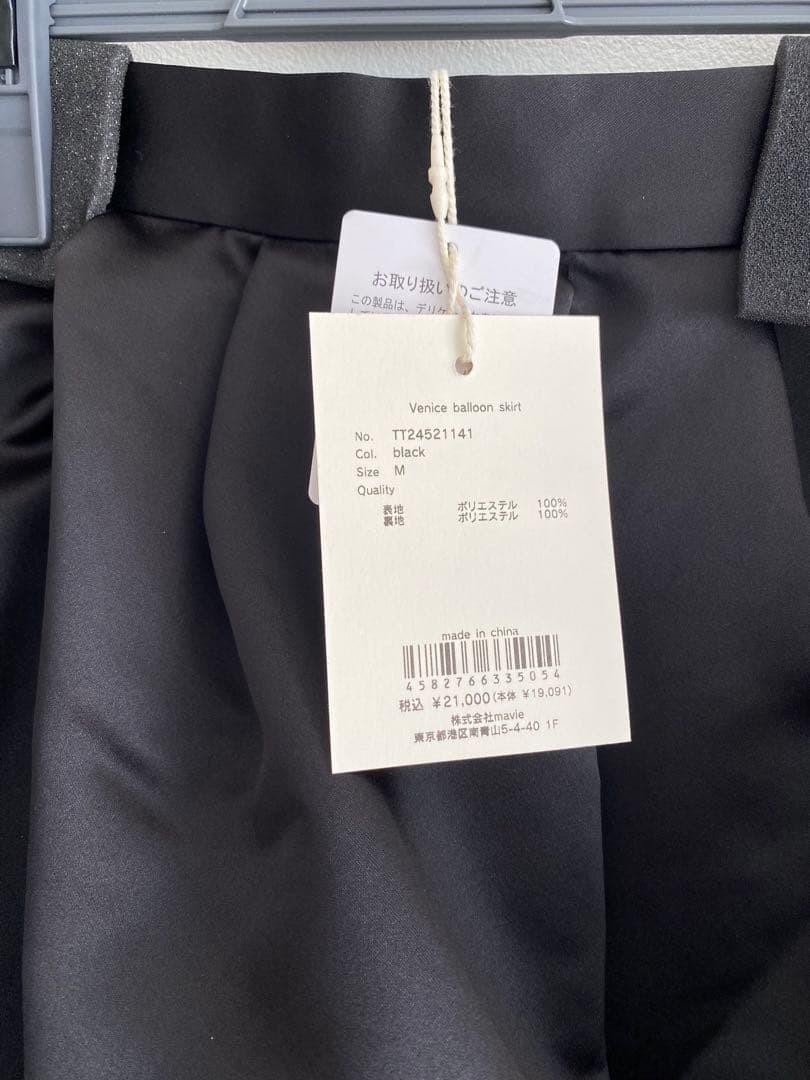 お取り扱いのご注意
この製品は、デリケ
Venice balloon skirt
No. TT24521141
Col. black
Size M
Quality
表地 ポリエステル 100%
裏地 ポリエステル 100%
made in china
4582766335054
税込 ¥21,000(本体 ¥19,091)
株式会社mavie
東京都港区南青山5-4-40 1F